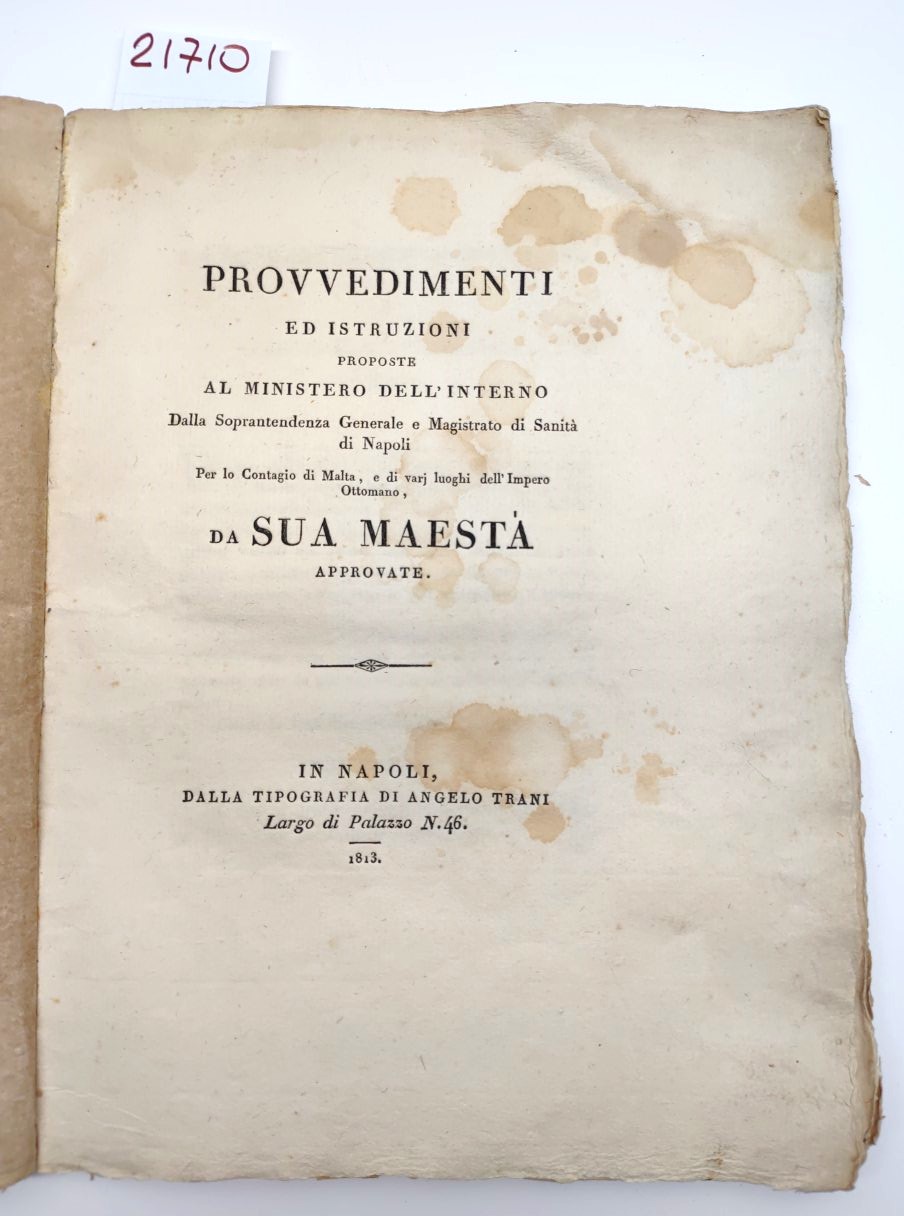 21710
PROVVEDIMENTI
ED ISTRUZIONI
PROPOSTE
AL MINISTERO DELL'INTERNO
Dalla Soprantendenza Generale e Magistrato di Sanità
di Napoli
Per lo Contagio di Malta, e di varj luoghi dell'Impero
Ottomano,
DA SUA MAESTÀ
APPROVATE.
IN NAPOLI,
DALLA TIPOGRAFIA DI ANGELO TRANI
Largo di Palazzo N.46.
1813.